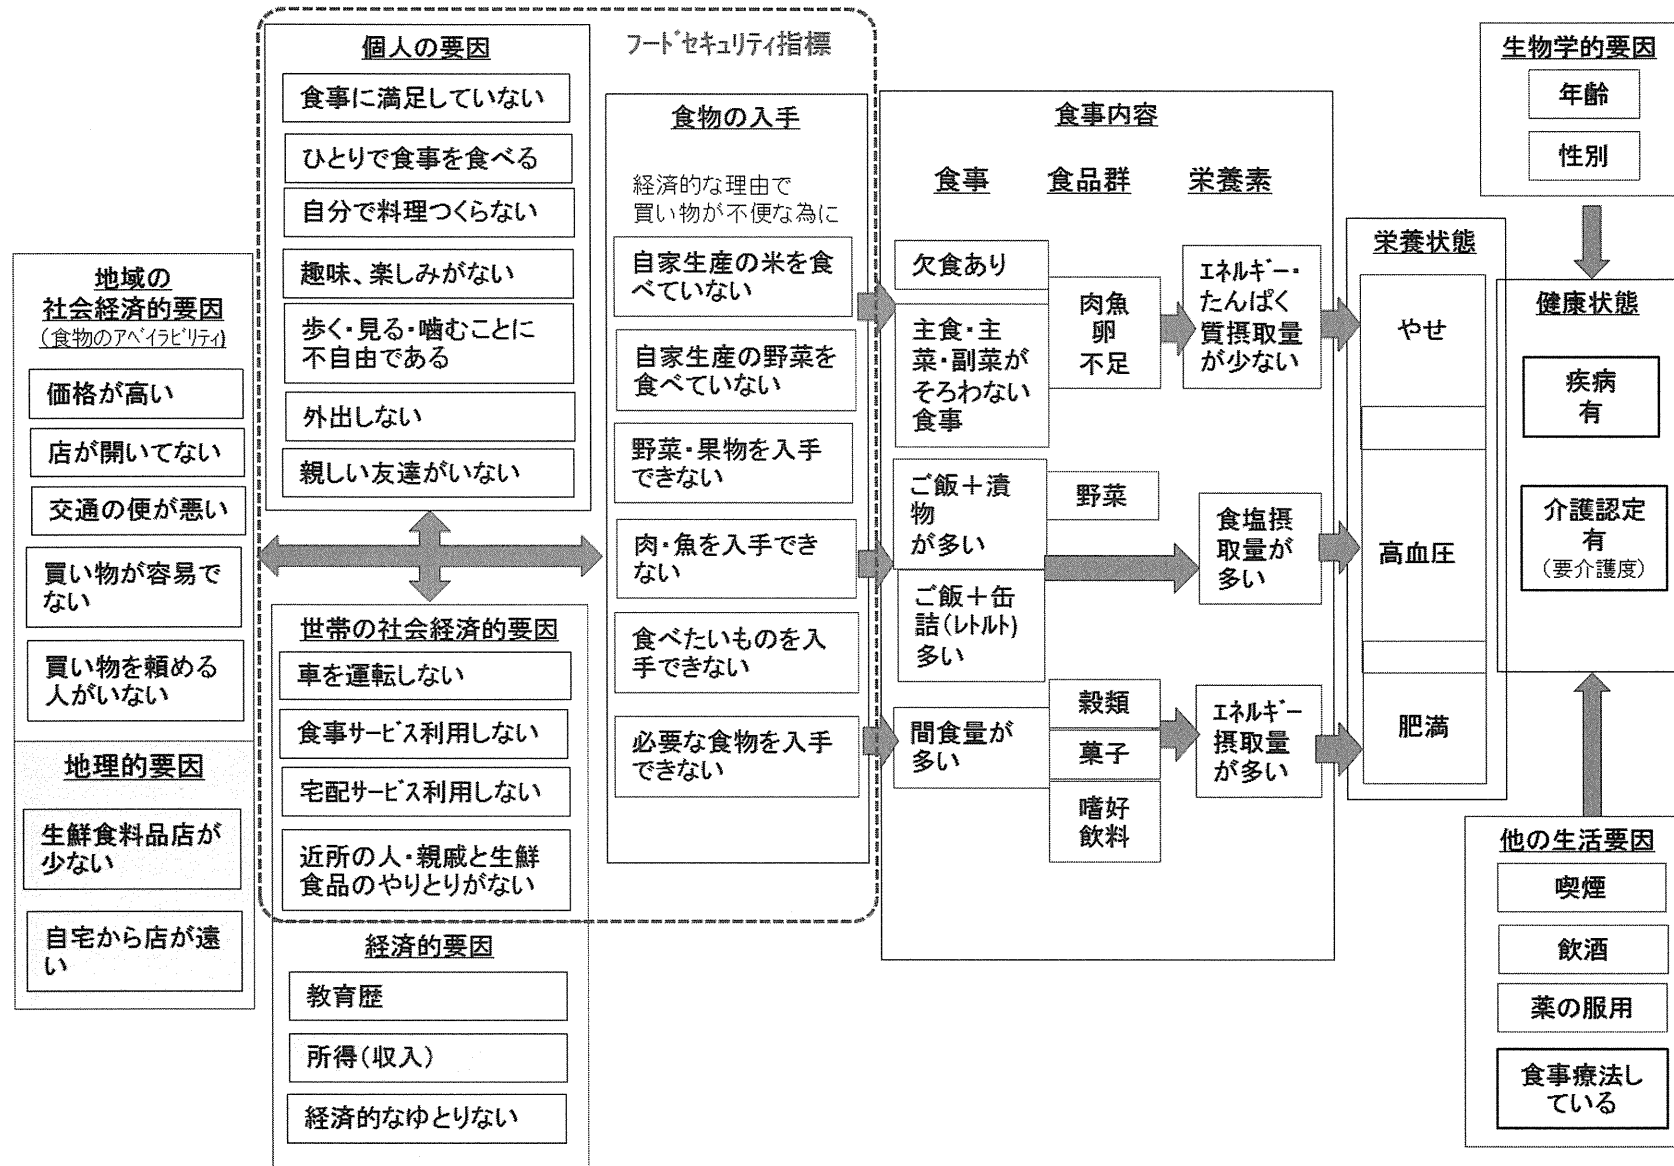 地域の
社会経済的要因
(食物のアベイラビリティ)
価格が高い
店が開いてない
交通の便が悪い
買い物が容易で
ない
買い物を頼める
人がいない
地理的要因
生鮮食料品店が
少ない
自宅から店が遠
い
個人の要因
食事に満足していない
ひとりで食事を食べる
自分で料理つくらない
趣味、楽しみがない
歩く・見る・噛むことに
不自由である
外出しない
親しい友達がいない
世帯の社会経済的要因
車を運転しない
食事サービス利用しない
宅配サービス利用しない
近所の人・親戚と生鮮
食品のやりとりがない
経済的要因
教育歴
所得(収入)
経済的なゆとりない
フードセキュリティ指標
食物の入手
経済的な理由で
買い物が不便な為に
自家生産の米を食
べていない
自家生産の野菜を
食べていない
野菜・果物を入手
できない
肉・魚を入手でき
ない
食べたいものを入
手できない
必要な食物を入手
できない
食事内容
食事
食品群
栄養素
欠食あり
主食・主
菜・副菜が
そろわない
食事
ご飯+漬
物
が多い
ご飯+缶
詰(レトルト)
多い
間食量が
多い
肉魚
卵
不足
野菜
穀類
菓子
嗜好
飲料
エネルギー・
たんぱく
質摂取量
が少ない
食塩摂
取量が
多い
エネルギー
摂取量
が多い
栄養状態
やせ
高血圧
肥満
生物学的要因
年齢
性別
健康状態
疾病
有
介護認定
有
(要介護度)
他の生活要因
喫煙
飲酒
薬の服用
食事療法し
ている